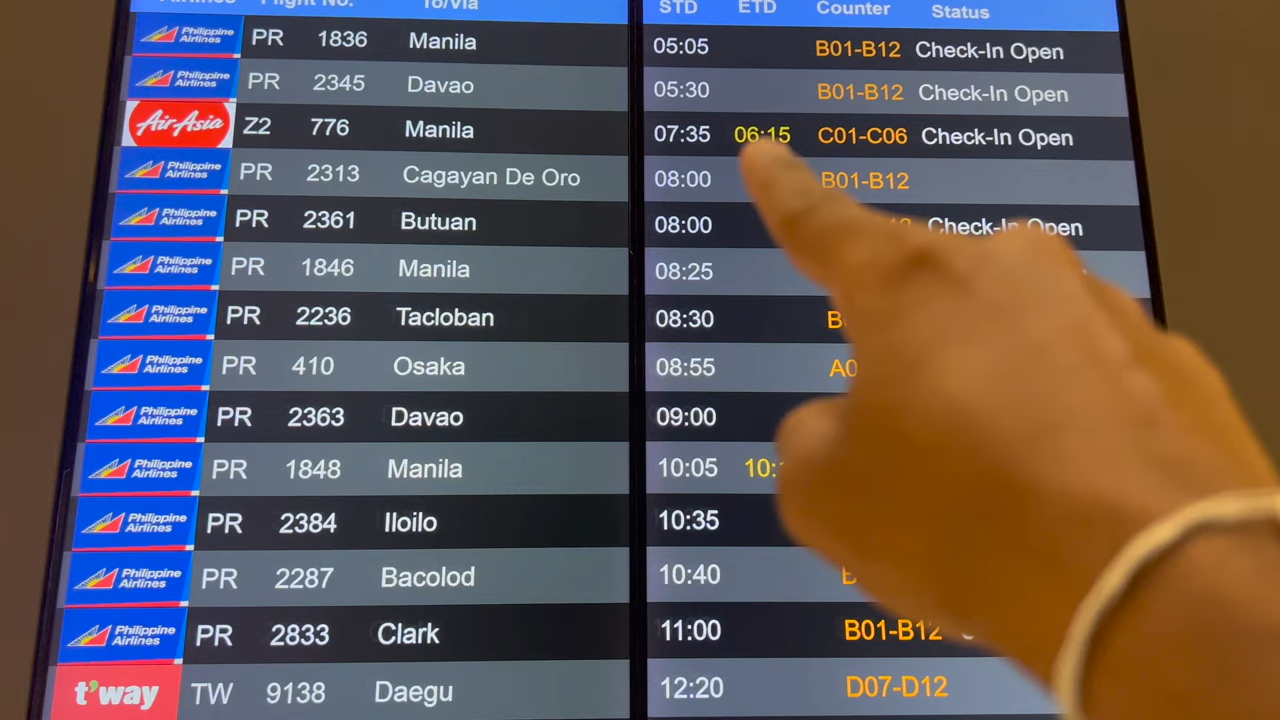 Airlines Flight No. To/Via STD ETD Counter Status
Philippine Airlines PR 1836 Manila 05:05 B01-B12 Check-In Open
Philippine Airlines PR 2345 Davao 05:30 B01-B12 Check-In Open
AirAsia Z2 776 Manila 07:35 06:15 C01-C06 Check-In Open
Philippine Airlines PR 2313 Cagayan De Oro 08:00 B01-B12
Philippine Airlines PR 2361 Butuan 08:00 Check-In Open
Philippine Airlines PR 1846 Manila 08:25
Philippine Airlines PR 2236 Tacloban 08:30
Philippine Airlines PR 410 Osaka 08:55
Philippine Airlines PR 2363 Davao 09:00
Philippine Airlines PR 1848 Manila 10:05
Philippine Airlines PR 2384 Iloilo 10:35
Philippine Airlines PR 2287 Bacolod 10:40
Philippine Airlines PR 2833 Clark 11:00 B01-B12
t'way TW 9138 Daegu 12:20 D07-D12